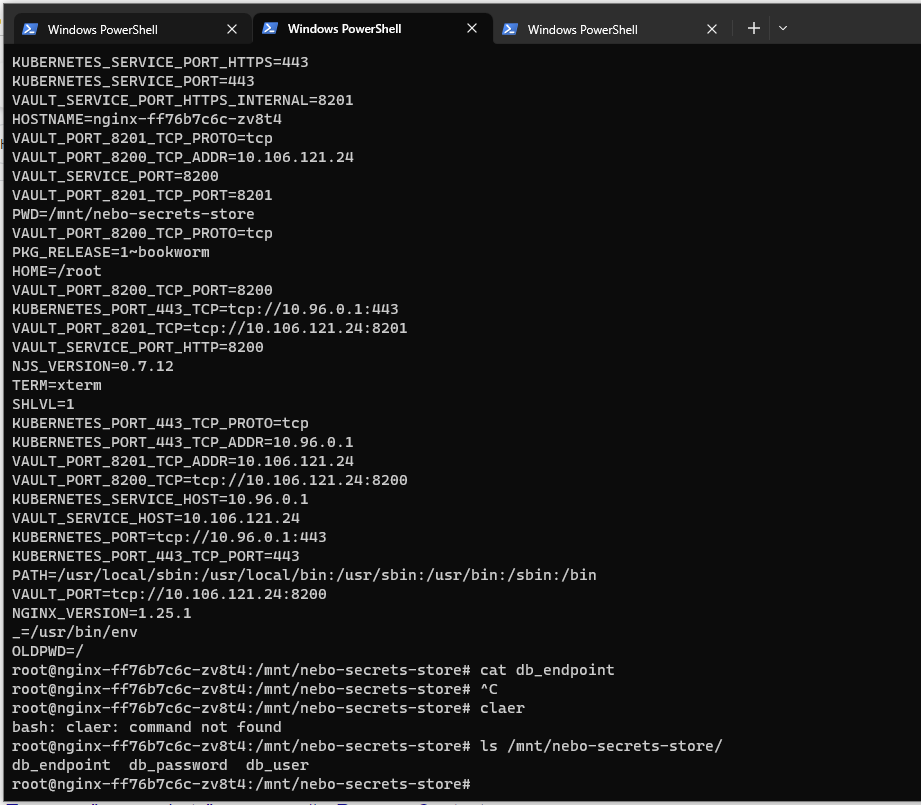 Windows PowerShell
Windows PowerShell
Windows PowerShell
KUBERNETES_SERVICE_PORT_HTTPS=443
KUBERNETES_SERVICE_PORT=443
VAULT_SERVICE_PORT_HTTPS_INTERNAL=8201
HOSTNAME=nginx-ff76b7c6c-zv8t4
VAULT_PORT_8201_TCP_PROTO=tcp
VAULT_PORT_8200_TCP_ADDR=10.106.121.24
VAULT_SERVICE_PORT=8200
VAULT_PORT_8201_TCP_PORT=8201
PWD=/mnt/nebo-secrets-store
VAULT_PORT_8200_TCP_PROTO=tcp
PKG_RELEASE=1~bookworm
HOME=/root
VAULT_PORT_8200_TCP_PORT=8200
KUBERNETES_PORT_443_TCP=tcp://10.96.0.1:443
VAULT_PORT_8201_TCP=tcp://10.106.121.24:8201
VAULT_SERVICE_PORT_HTTP=8200
NJS_VERSION=0.7.12
TERM=xterm
SHLVL=1
KUBERNETES_PORT_443_TCP_PROTO=tcp
KUBERNETES_PORT_443_TCP_ADDR=10.96.0.1
VAULT_PORT_8201_TCP_ADDR=10.106.121.24
VAULT_PORT_8200_TCP=tcp://10.106.121.24:8200
KUBERNETES_SERVICE_HOST=10.96.0.1
VAULT_SERVICE_HOST=10.106.121.24
KUBERNETES_PORT=tcp://10.96.0.1:443
KUBERNETES_PORT_443_TCP_PORT=443
PATH=/usr/local/sbin:/usr/local/bin:/usr/sbin:/usr/bin:/sbin:/bin
VAULT_PORT=tcp://10.106.121.24:8200
NGINX_VERSION=1.25.1
_=/usr/bin/env
OLDPWD=/
root@nginx-ff76b7c6c-zv8t4:/mnt/nebo-secrets-store# cat db_endpoint
root@nginx-ff76b7c6c-zv8t4:/mnt/nebo-secrets-store# ^C
root@nginx-ff76b7c6c-zv8t4:/mnt/nebo-secrets-store# claer
bash: claer: command not found
root@nginx-ff76b7c6c-zv8t4:/mnt/nebo-secrets-store# ls /mnt/nebo-secrets-store/
db_endpoint  db_password  db_user
root@nginx-ff76b7c6c-zv8t4:/mnt/nebo-secrets-store#